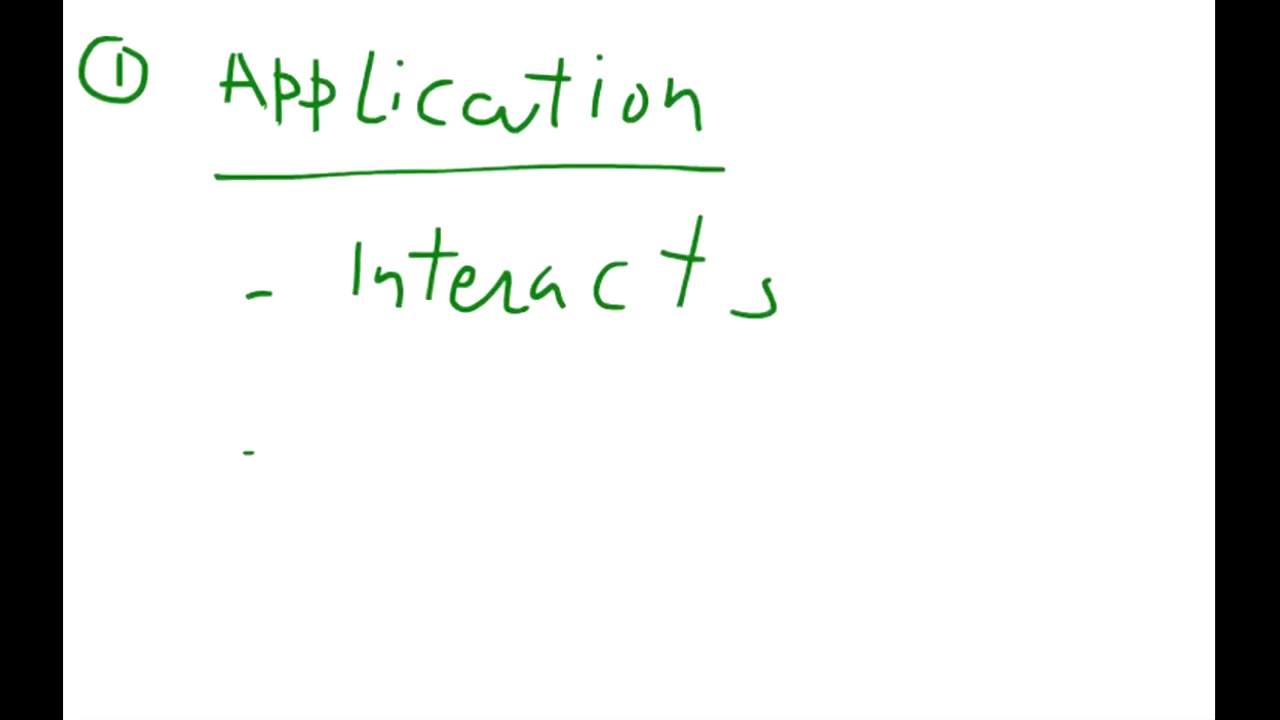 ① Application
- Interacts
-